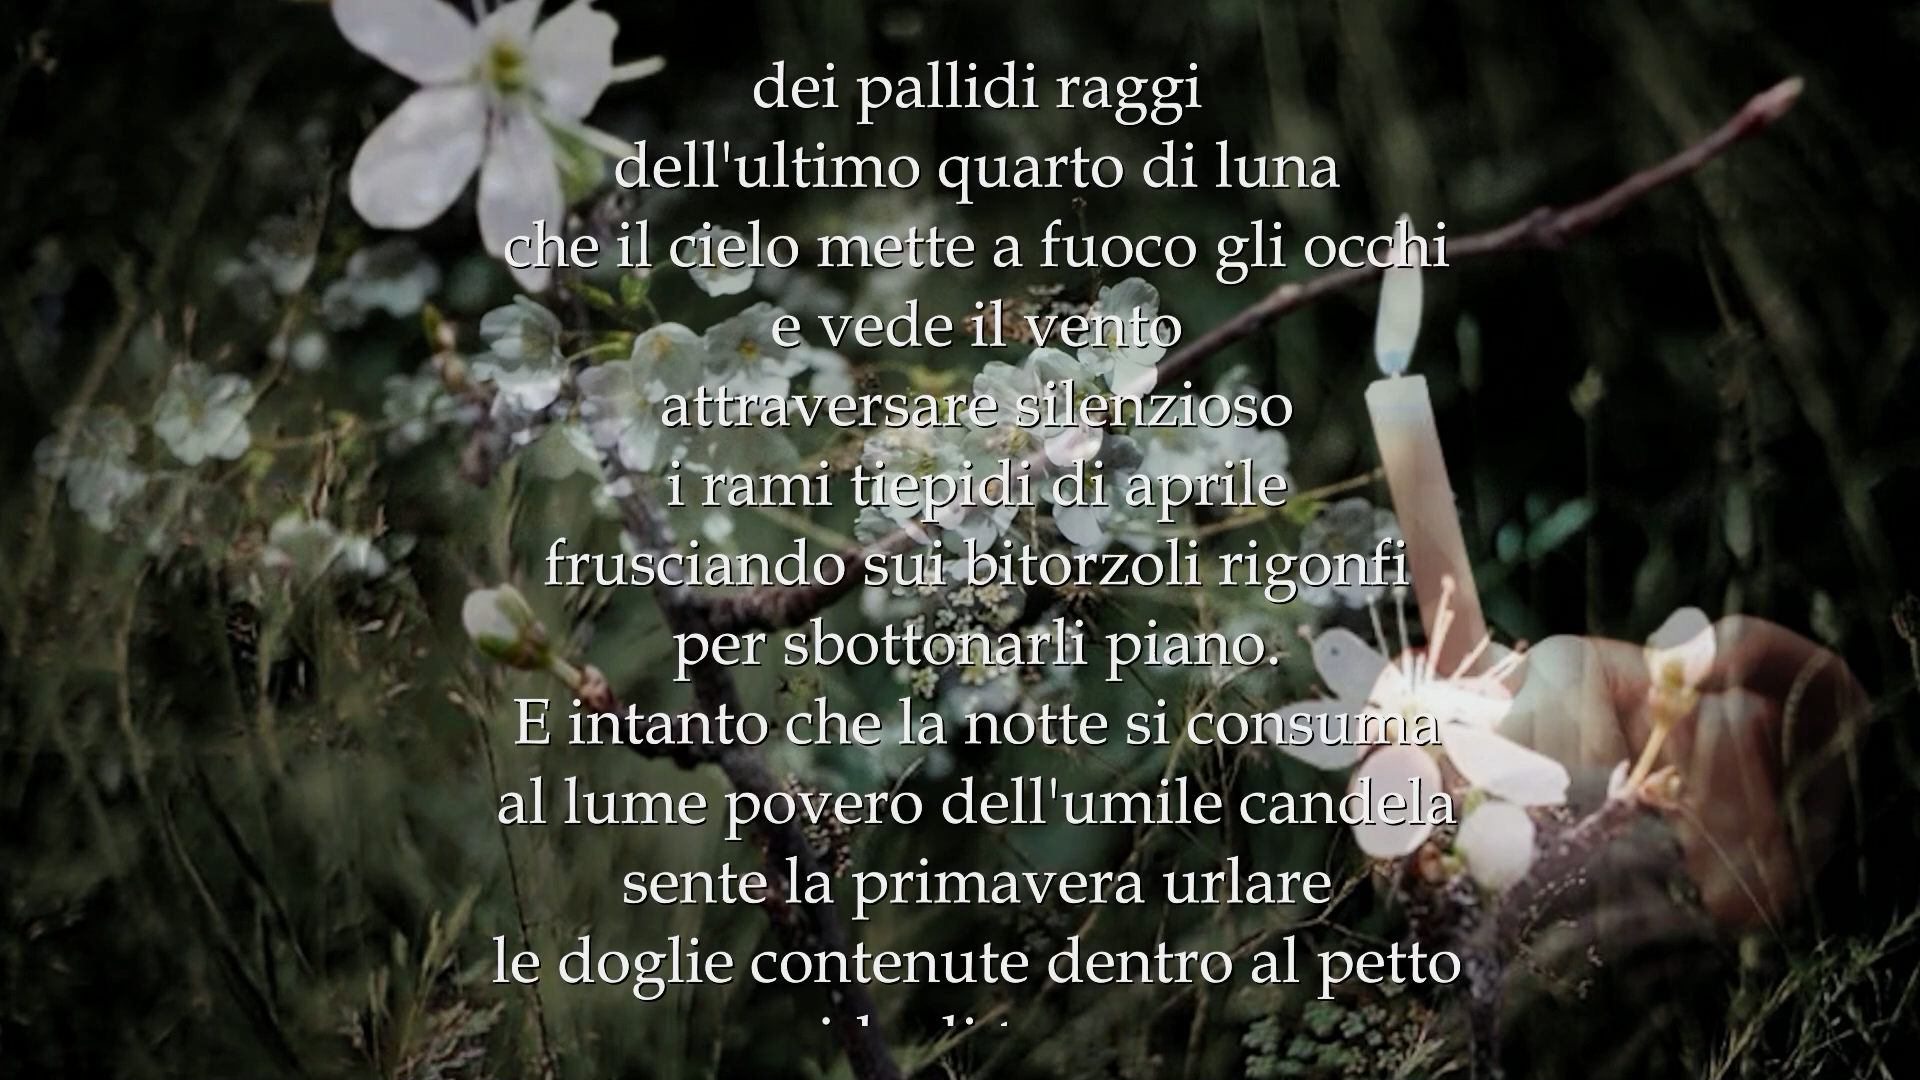 dei pallidi raggi
dell'ultimo quarto di luna
che il cielo mette a fuoco gli occhi
e vede il vento
attraversare silenzioso
i rami tiepidi di aprile
frusciando sui bitorzoli rigonfi
per sbottonarli piano.
E intanto che la notte si consuma
al lume povero dell'umile candela
sente la primavera urlare
le doglie contenute dentro al petto